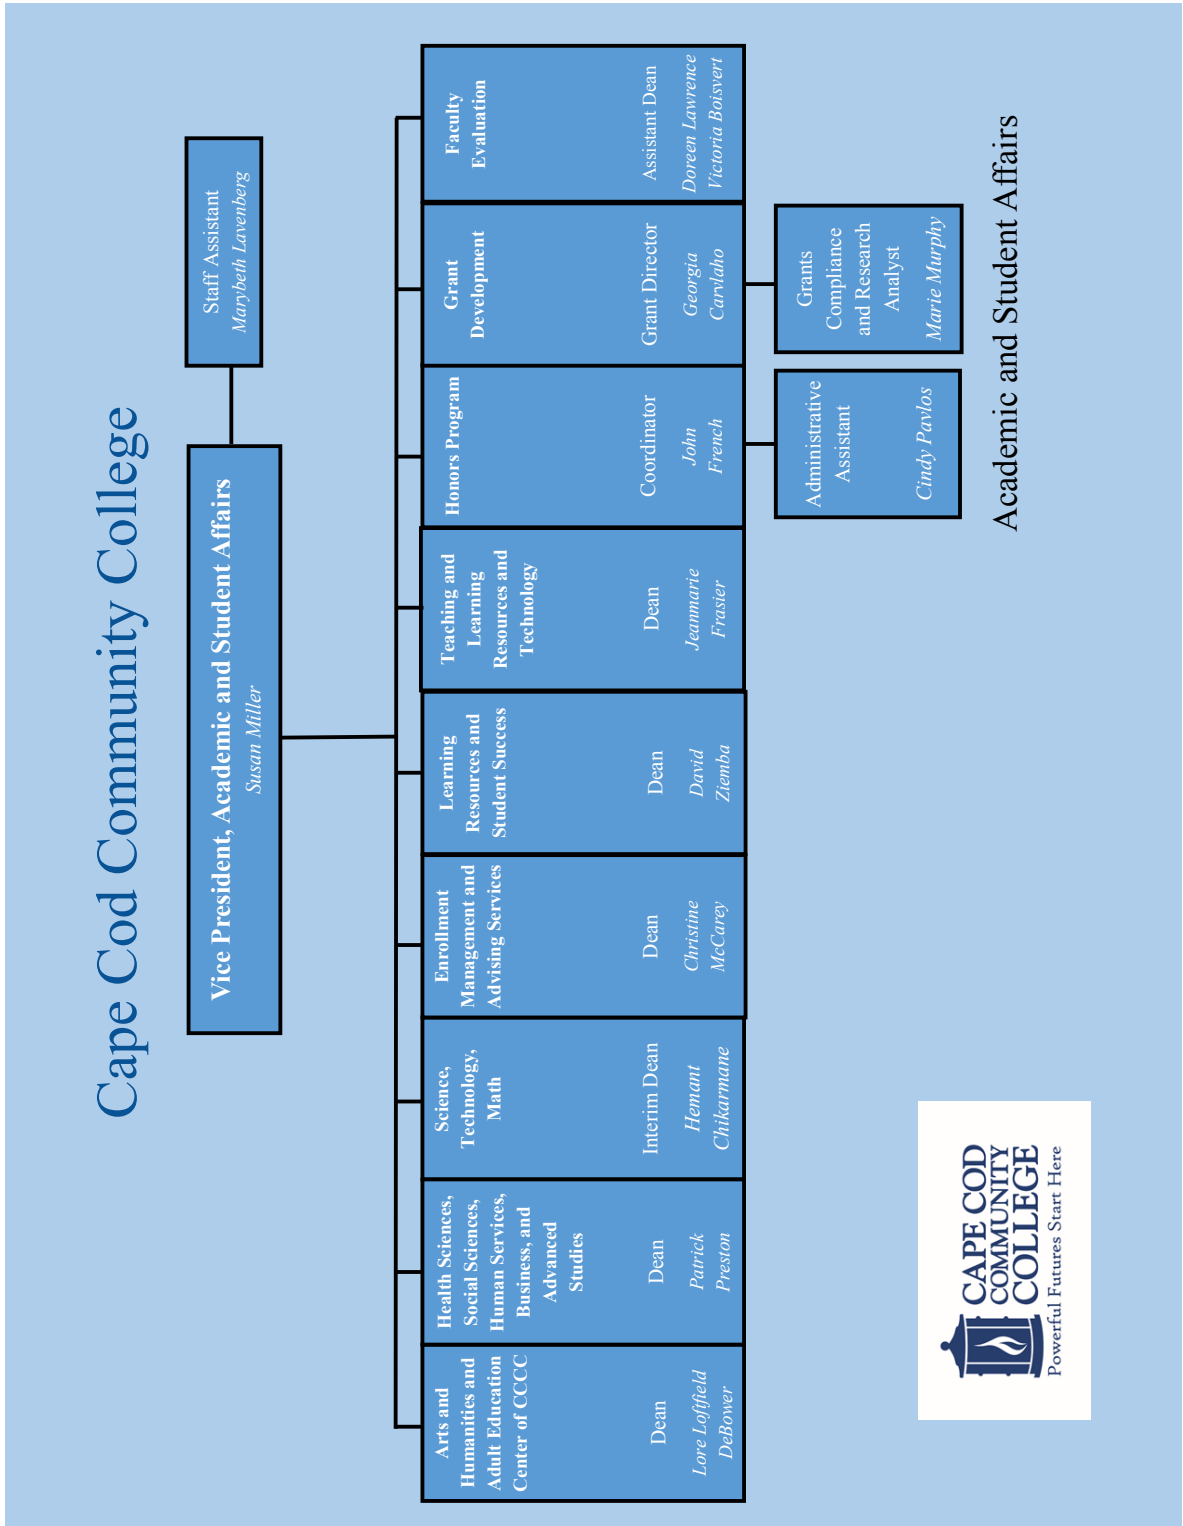 Cape Cod Community College
Vice President, Academic and Student Affairs
Susan Miller
Staff Assistant
Marybeth Lavenberg
Arts and
Humanities and
Adult Education
Center of CCCC
Dean
Lore Loftfield
DeBower
Health Sciences,
Social Sciences,
Human Services,
Business, and
Advanced
Studies
Dean
Patrick
Preston
Science,
Technology,
Math
Interim Dean
Hemant
Chikarmane
Enrollment
Management and
Advising Services
Dean
Christine
McCarey
Learning
Resources and
Student Success
Dean
David
Ziemba
Teaching and
Learning
Resources and
Technology
Dean
Jeanmarie
Frasier
Honors Program
Coordinator
John
French
Grant
Development
Grant Director
Georgia
Carvlaho
Faculty
Evaluation
Assistant Dean
Doreen Lawrence
Victoria Boisvert
Administrative
Assistant
Cindy Pavlos
Grants
Compliance
and Research
Analyst
Marie Murphy
CAPE COD
COMMUNITY
COLLEGE
Powerful Futures Start Here
Academic and Student Affairs